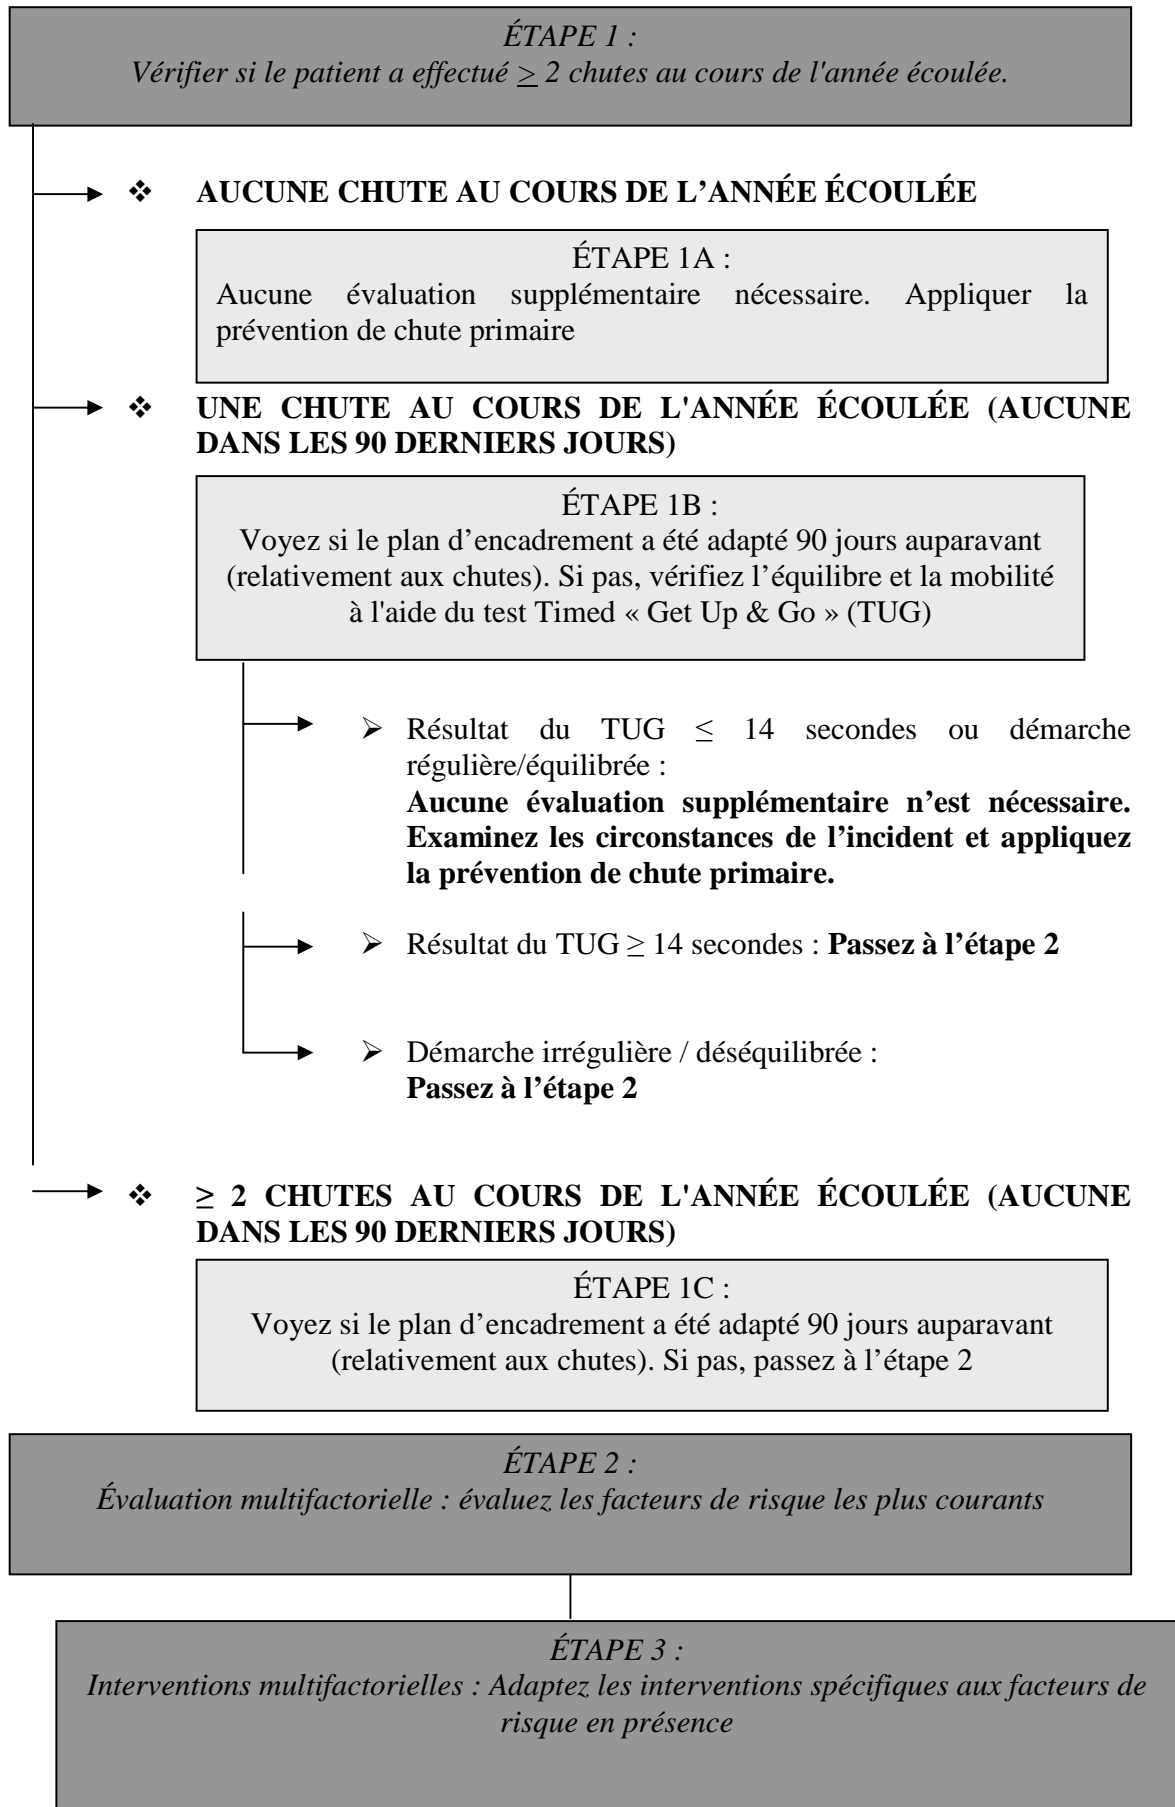 ÉTAPE 1 :
Vérifier si le patient a effectué ≥ 2 chutes au cours de l'année écoulée.
❖ AUCUNE CHUTE AU COURS DE L’ANNÉE ÉCOULÉE
ÉTAPE 1A :
Aucune évaluation supplémentaire nécessaire. Appliquer la
prévention de chute primaire
❖ UNE CHUTE AU COURS DE L'ANNÉE ÉCOULÉE (AUCUNE
DANS LES 90 DERNIERS JOURS)
ÉTAPE 1B :
Voyez si le plan d’encadrement a été adapté 90 jours auparavant
(relativement aux chutes). Si pas, vérifiez l’équilibre et la mobilité
à l'aide du test Timed « Get Up & Go » (TUG)
➢ Résultat du TUG ≤ 14 secondes ou démarche
régulière/équilibrée :
Aucune évaluation supplémentaire n’est nécessaire.
Examinez les circonstances de l’incident et appliquez
la prévention de chute primaire.
➢ Résultat du TUG ≥ 14 secondes : Passez à l’étape 2
➢ Démarche irrégulière / déséquilibrée :
Passez à l’étape 2
❖ ≥ 2 CHUTES AU COURS DE L'ANNÉE ÉCOULÉE (AUCUNE
DANS LES 90 DERNIERS JOURS)
ÉTAPE 1C :
Voyez si le plan d’encadrement a été adapté 90 jours auparavant
(relativement aux chutes). Si pas, passez à l’étape 2
ÉTAPE 2 :
Évaluation multifactorielle : évaluez les facteurs de risque les plus courants
ÉTAPE 3 :
Interventions multifactorielles : Adaptez les interventions spécifiques aux facteurs de
risque en présence